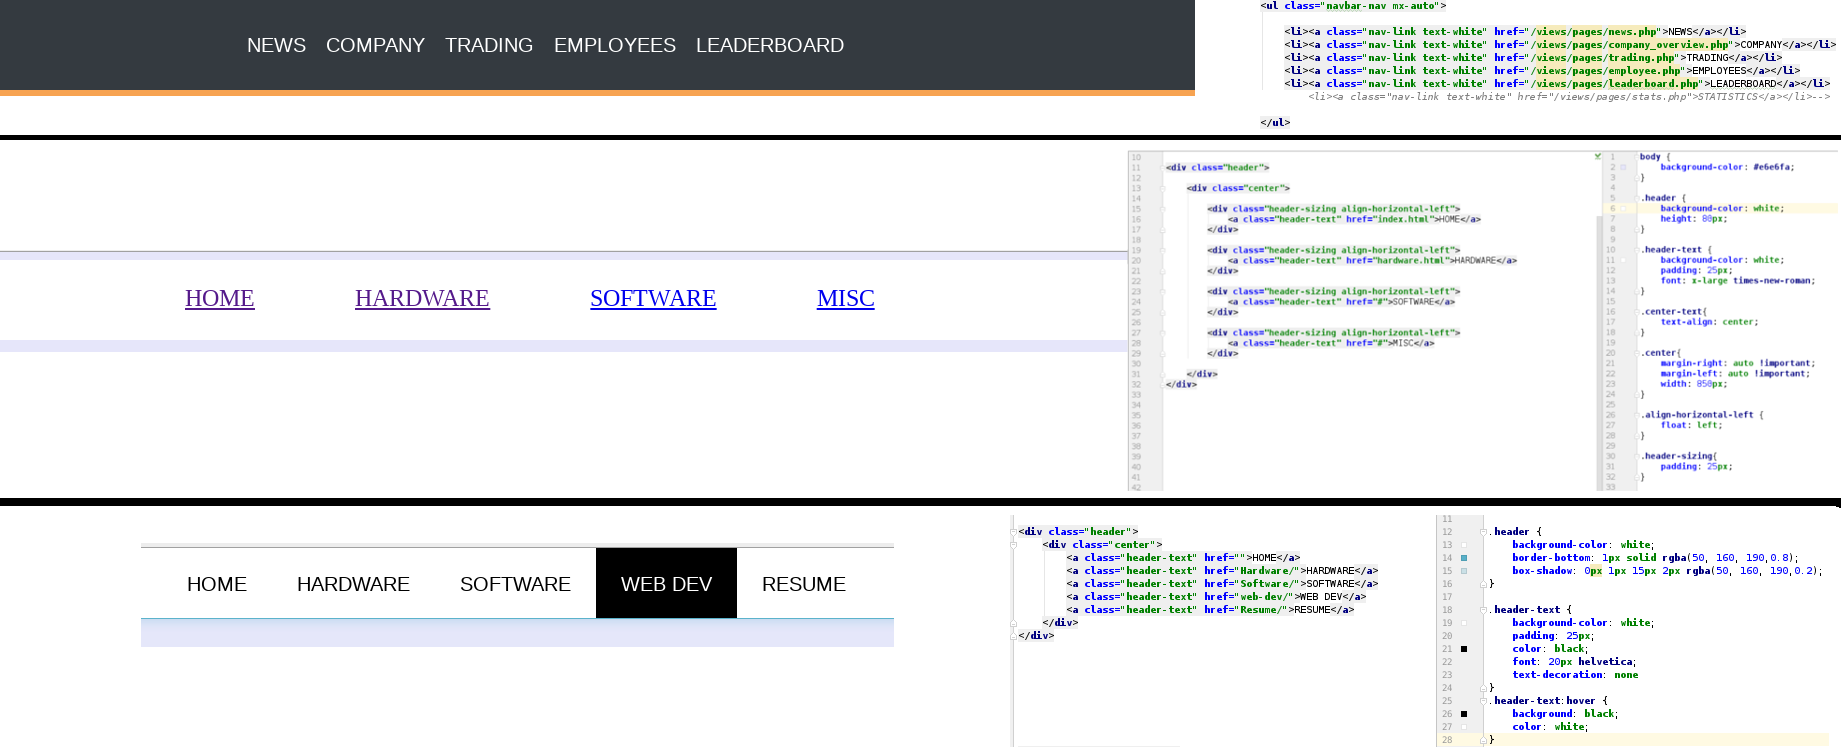 NEWS COMPANY TRADING EMPLOYEES LEADERBOARD
<ul class="navbar-nav mx-auto">
<li><a class="nav-link text-white" href="/views/pages/news.php">NEWS</a></li>
<li><a class="nav-link text-white" href="/views/pages/company_overview.php">COMPANY</a></li>
<li><a class="nav-link text-white" href="/views/pages/trading.php">TRADING</a></li>
<li><a class="nav-link text-white" href="/views/pages/employee.php">EMPLOYEES</a></li>
<li><a class="nav-link text-white" href="/views/pages/leaderboard.php">LEADERBOARD</a></li>
<li><a class="nav-link text-white" href="/views/pages/stats.php">STATISTICS</a></li>-->
</ul>
HOME HARDWARE SOFTWARE MISC
10
11 <div class="header">
12
13 <div class="center">
14
15 <div class="header-sizing align-horizontal-left">
16 <a class="header-text" href="index.html">HOME</a>
17 </div>
18
19 <div class="header-sizing align-horizontal-left">
20 <a class="header-text" href="hardware.html">HARDWARE</a>
21 </div>
22
23 <div class="header-sizing align-horizontal-left">
24 <a class="header-text" href="#">SOFTWARE</a>
25 </div>
26
27 <div class="header-sizing align-horizontal-left">
28 <a class="header-text" href="#">MISC</a>
29 </div>
30
31 </div>
32 </div>
33
34
35
36
37
38
39
40
41
42
1 body {
2 background-color: #e6e6fa;
3 }
4
5 .header {
6 background-color: white;
7 height: 80px;
8 }
9
10 .header-text {
11 background-color: white;
12 padding: 25px;
13 font: x-large times-new-roman;
14 }
15
16 .center-text{
17 text-align: center;
18 }
19
20 .center{
21 margin-right: auto !important;
22 margin-left: auto !important;
23 width: 850px;
24 }
25
26 .align-horizontal-left {
27 float: left;
28 }
29
30 .header-sizing{
31 padding: 25px;
32 }
33
HOME HARDWARE SOFTWARE WEB DEV RESUME
<div class="header">
<div class="center">
<a class="header-text" href="">HOME</a>
<a class="header-text" href="Hardware/">HARDWARE</a>
<a class="header-text" href="Software/">SOFTWARE</a>
<a class="header-text" href="web-dev/">WEB DEV</a>
<a class="header-text" href="Resume/">RESUME</a>
</div>
</div>
11
12 .header {
13 background-color: white;
14 border-bottom: 1px solid rgba(50, 160, 190,0.8);
15 box-shadow: 0px 1px 15px 2px rgba(50, 160, 190,0.2);
16 }
17
18 .header-text {
19 background-color: white;
20 padding: 25px;
21 color: black;
22 font: 20px helvetica;
23 text-decoration: none
24 }
25 .header-text:hover {
26 background: black;
27 color: white;
28 }